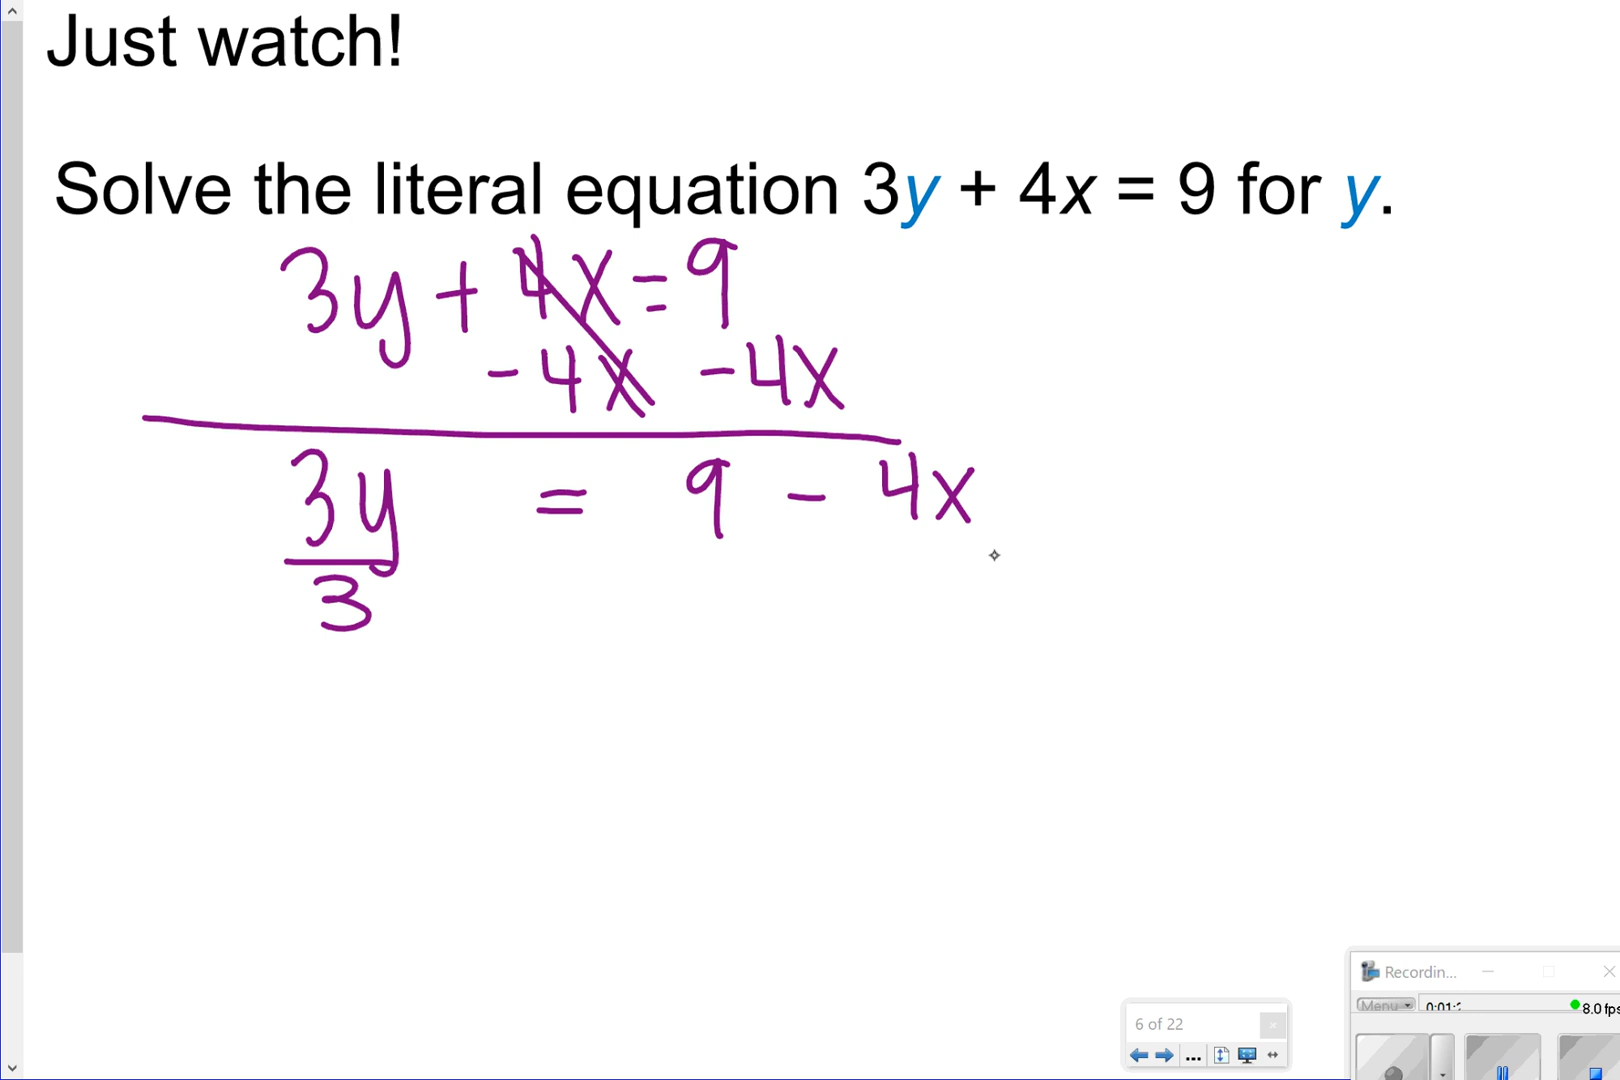 Just watch!
Solve the literal equation 3y + 4x = 9 for y.
3y + 4x = 9
- 4x - 4x
3y = 9 - 4x
3
Recordin...
Menu
8.0 fps
6 of 22